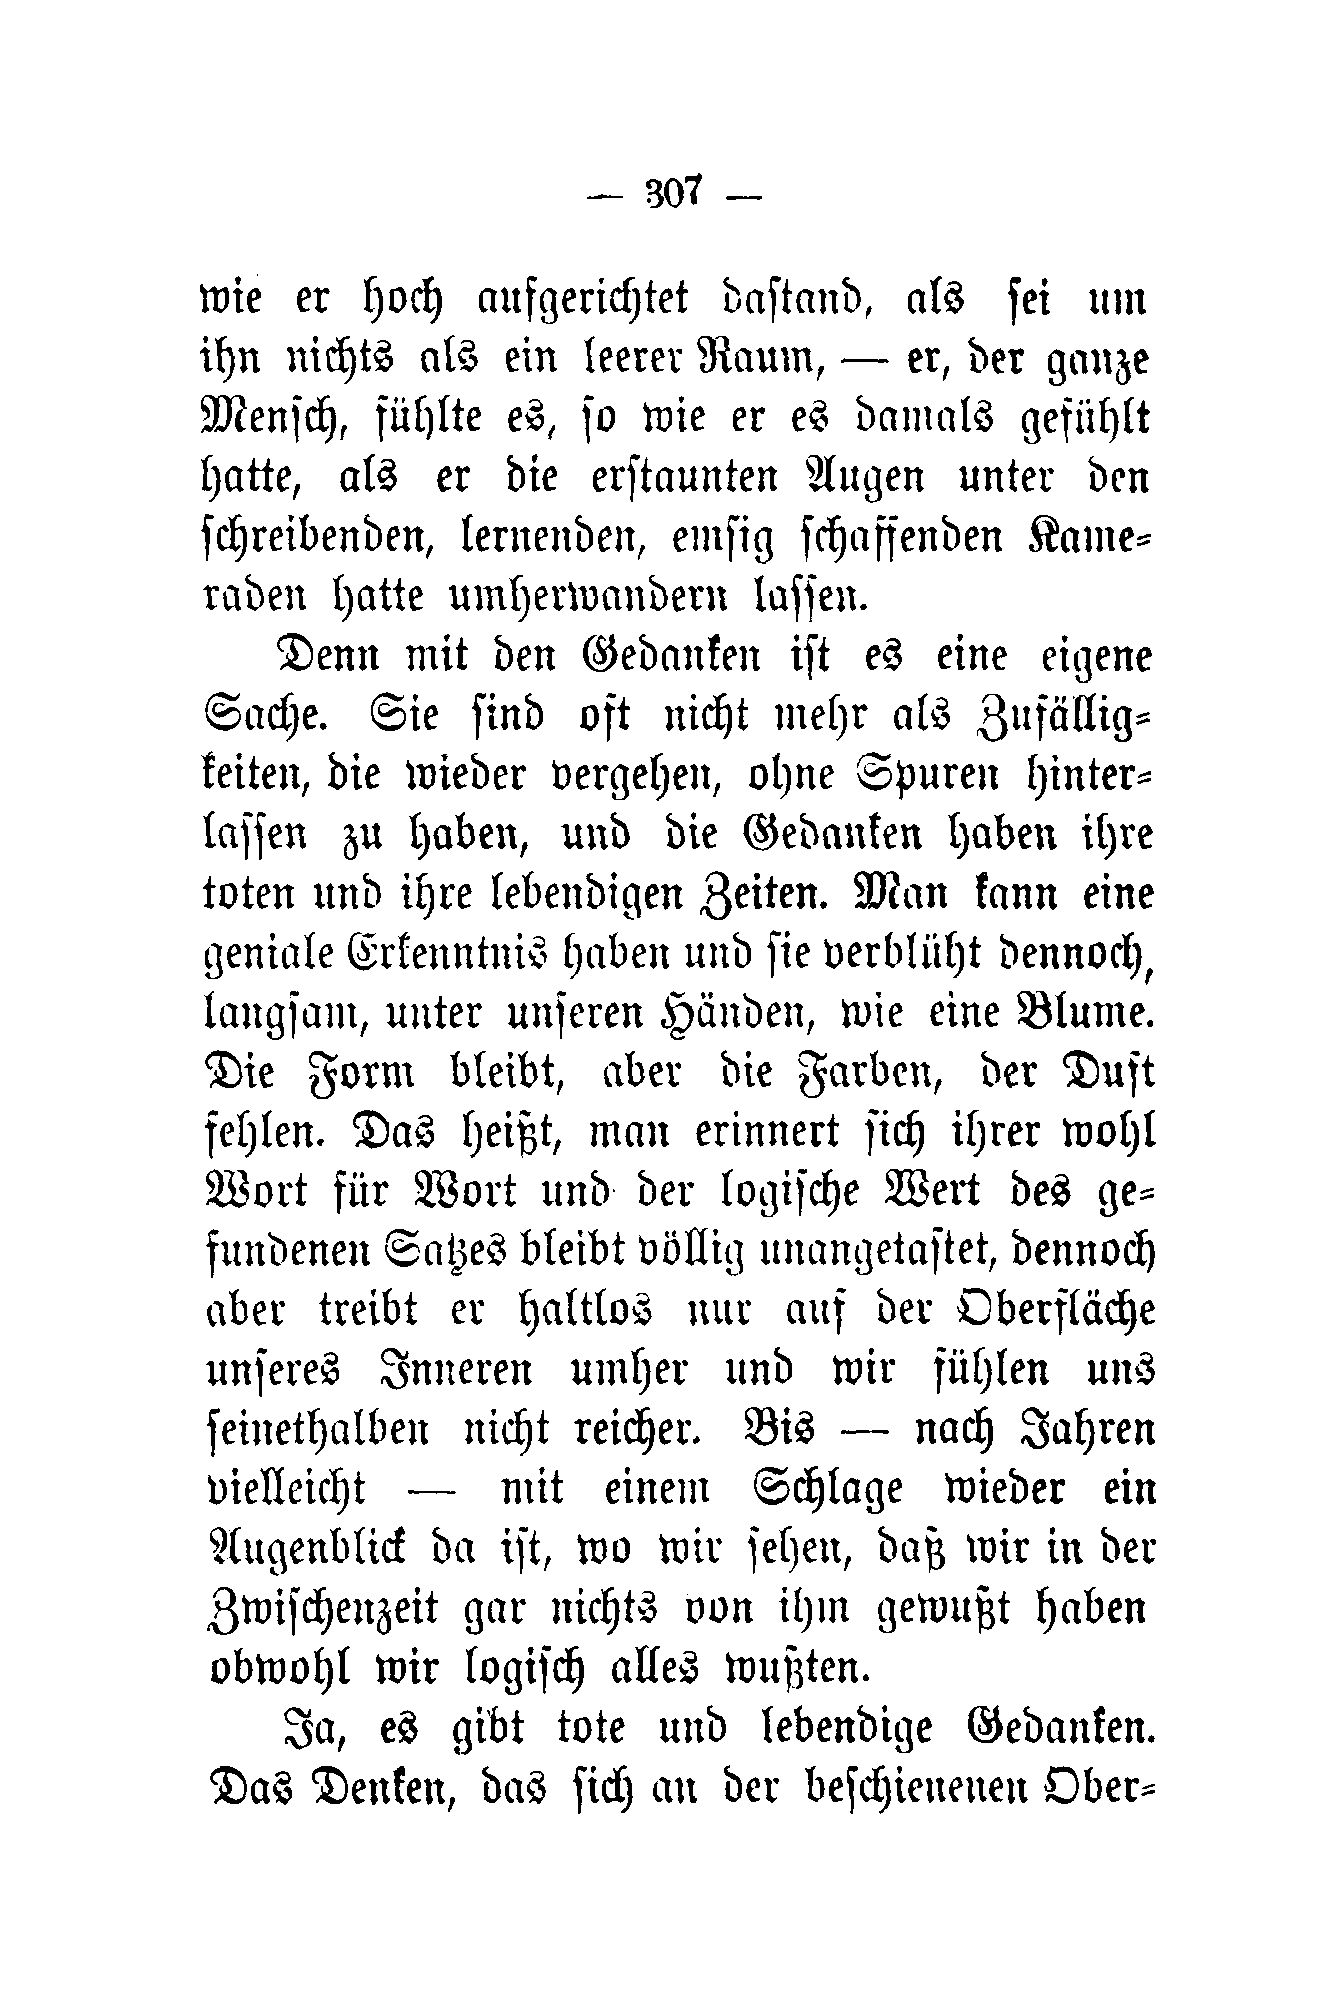 — 307 —
wie er hoch aufgerichtet dastand, als sei um
ihn nichts als ein leerer Raum, — er, der ganze
Mensch, fühlte es, so wie er es damals gefühlt
hatte, als er die erstaunten Augen unter den
schreibenden, lernenden, emsig schaffenden Kame-
raden hatte umherwandern lassen.
Denn mit den Gedanken ist es eine eigene
Sache. Sie sind oft nicht mehr als Zufällig-
keiten, die wieder vergehen, ohne Spuren hinter-
lassen zu haben, und die Gedanken haben ihre
toten und ihre lebendigen Zeiten. Man kann eine
geniale Erkenntnis haben und sie verblüht dennoch,
langsam, unter unseren Händen, wie eine Blume.
Die Form bleibt, aber die Farben, der Duft
fehlen. Das heißt, man erinnert sich ihrer wohl
Wort für Wort und der logische Wert des ge-
fundenen Satzes bleibt völlig unangetastet, dennoch
aber treibt er haltlos nur auf der Oberfläche
unseres Inneren umher und wir fühlen uns
seinethalben nicht reicher. Bis — nach Jahren
vielleicht — mit einem Schlage wieder ein
Augenblick da ist, wo wir sehen, daß wir in der
Zwischenzeit gar nichts von ihm gewußt haben
obwohl wir logisch alles wußten.
Ja, es gibt tote und lebendige Gedanken.
Das Denken, das sich an der beschienenen Ober-